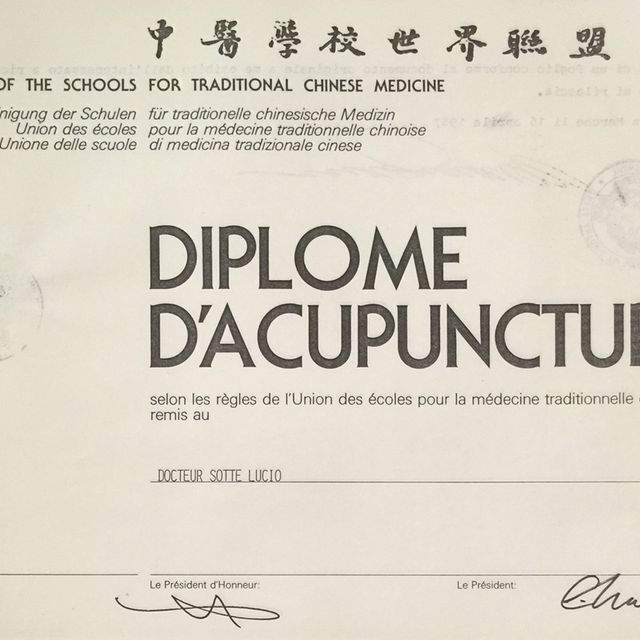 中醫學校世界聯盟
OF THE SCHOOLS FOR TRADITIONAL CHINESE MEDICINE
nigung der Schulen für traditionelle chinesische Medizin
Union des écoles pour la médecine traditionnelle chinoise
Unione delle scuole di medicina tradizionale cinese
DIPLOME
D'ACUPUNCTU
selon les règles de l'Union des écoles pour la médecine traditionnelle
remis au
DOCTEUR SOTTE LUCIO
Le Président d'Honneur: Le Président: